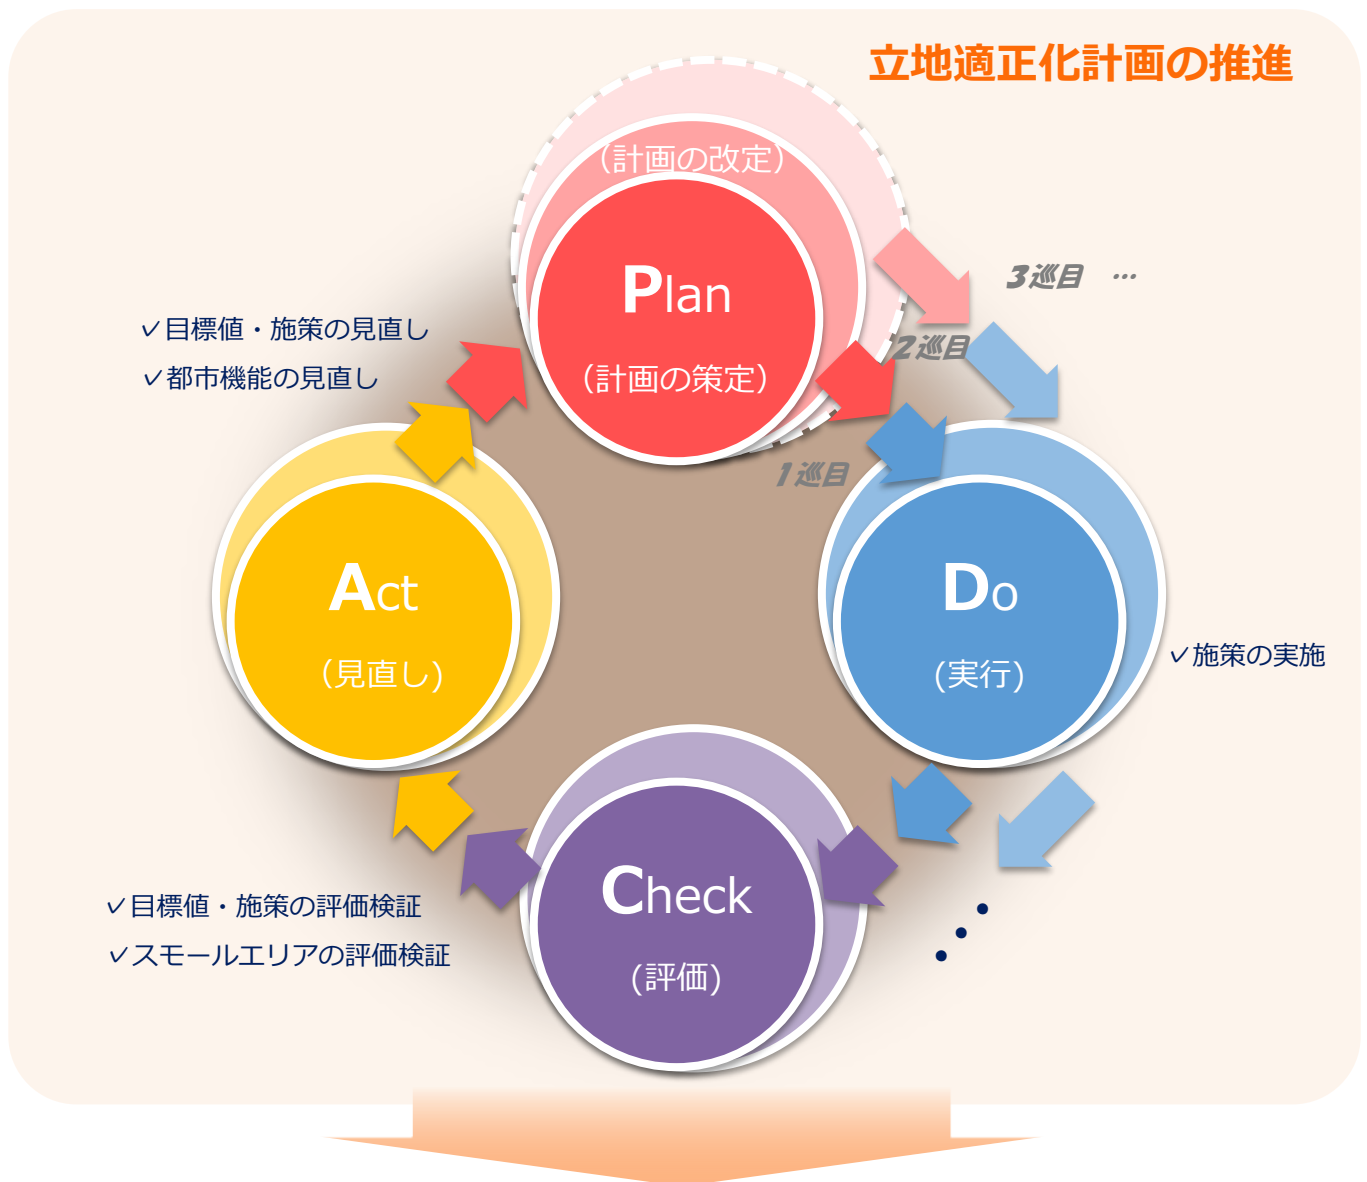 立地適正化計画の推進
（計画の改定）
Plan
（計画の策定）
3巡目 …
2巡目
1巡目
✓目標値・施策の見直し
✓都市機能の見直し
Act
（見直し）
Do
(実行)
✓施策の実施
Check
(評価)
✓目標値・施策の評価検証
✓スモールエリアの評価検証